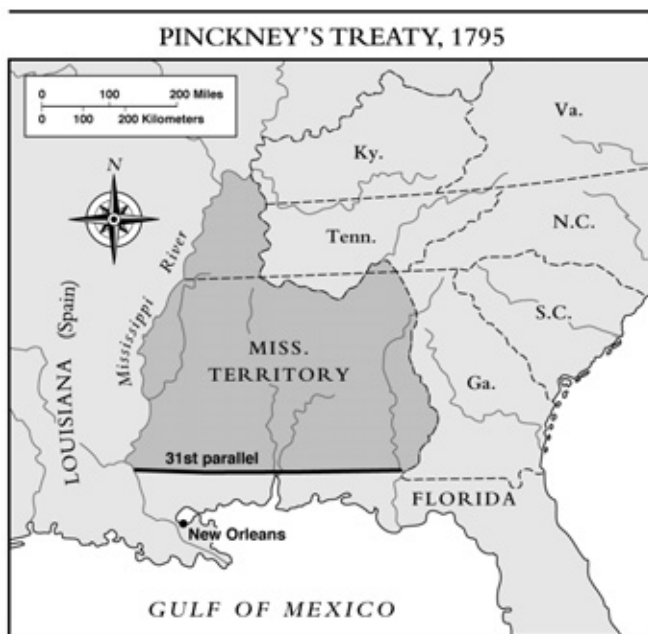 PINCKNEY'S TREATY, 1795
0 100 200 Miles
0 100 200 Kilometers
N
Va.
Ky.
Tenn.
N.C.
S.C.
Mississippi River
LOUISIANA (Spain)
MISS.
TERRITORY
Ga.
31st parallel
FLORIDA
New Orleans
GULF OF MEXICO